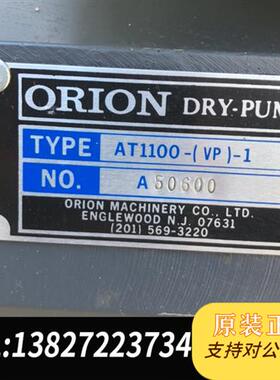 ORION DRY-PUM
TYPE AT1100-(VP)-1
NO. A 50600
ORION MACHINERY CO., LTD.
ENGLEWOOD N.J. 07631
(201) 569-3220
:13827223734
原装正
支持对公